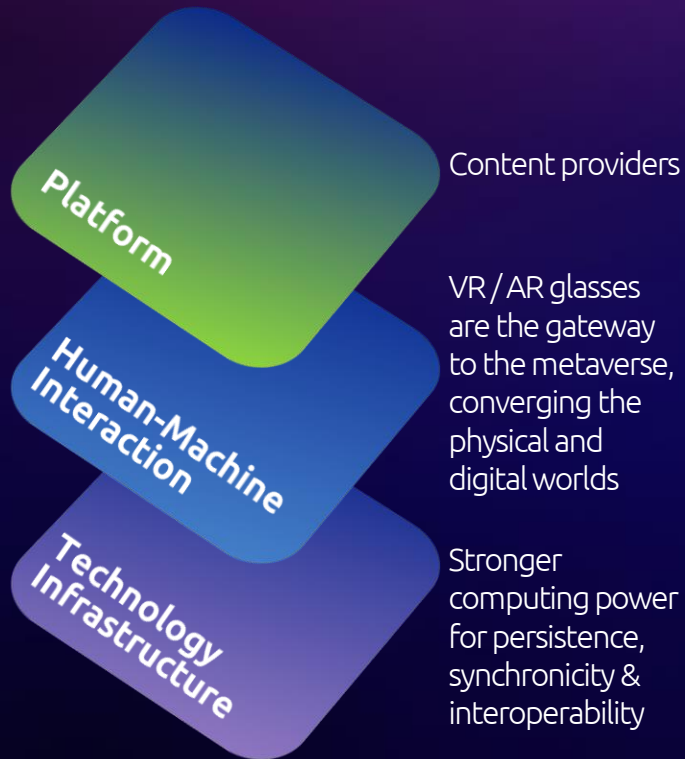 Platform
Content providers
Human-Machine
Interaction
VR / AR glasses
are the gateway
to the metaverse,
converging the
physical and
digital worlds
Technology
Infrastructure
Stronger
computing power
for persistence,
synchronicity &
interoperability